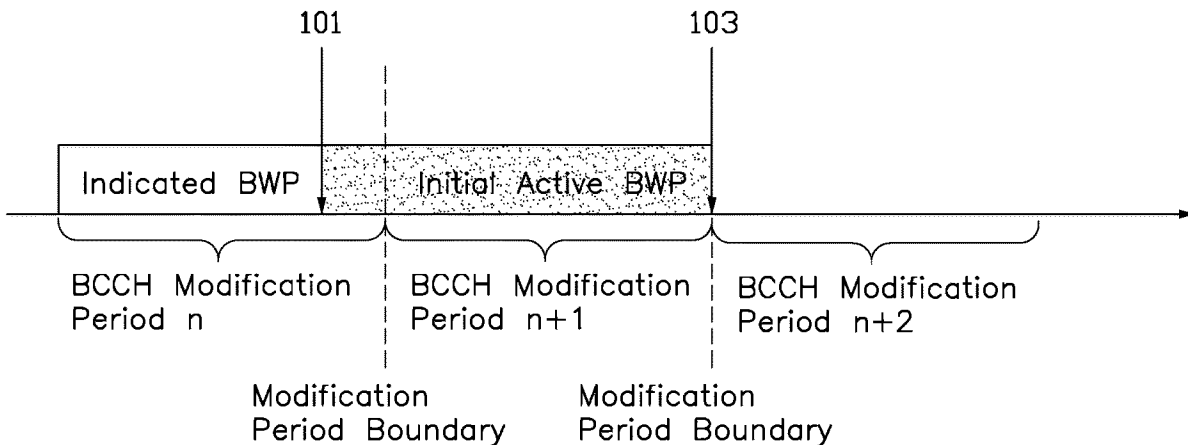 101
103
Indicated BWP
Initial Active BWP
BCCH Modification
Period n
BCCH Modification
Period n+1
BCCH Modification
Period n+2
Modification
Period Boundary
Modification
Period Boundary